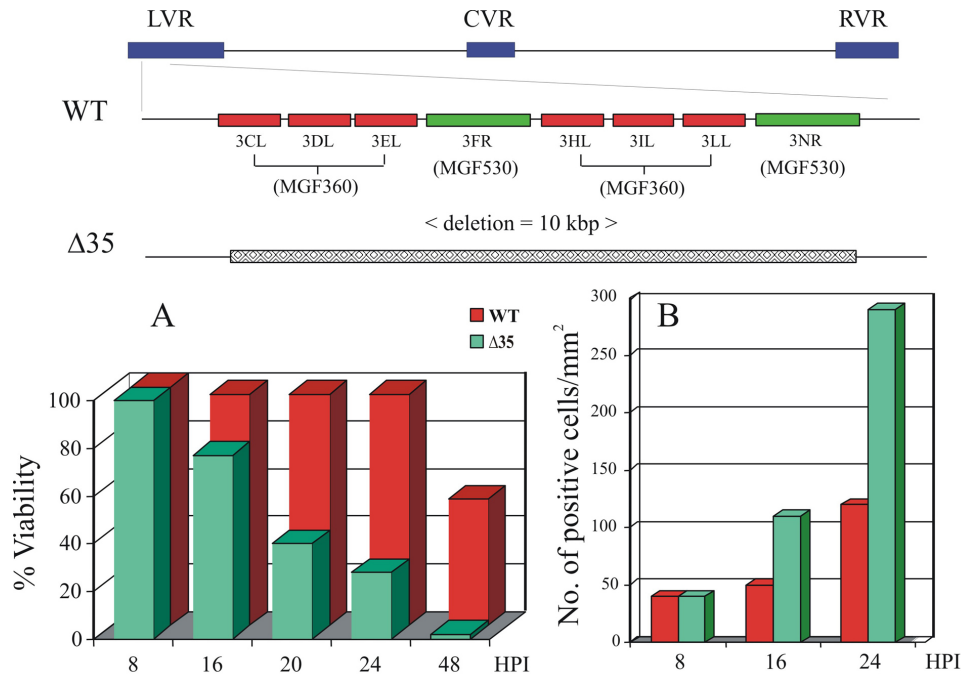 LVR CVR RVR
WT
3CL 3DL 3EL 3FR 3HL 3IL 3LL 3NR
(MGF360) (MGF530) (MGF360) (MGF530)
< deletion = 10 kbp >
Δ35
A
WT
Δ35
% Viability
100
80
60
40
20
0
8 16 20 24 48 HPI
B
No. of positive cells/mm²
300
250
200
150
100
50
0
8 16 24 HPI